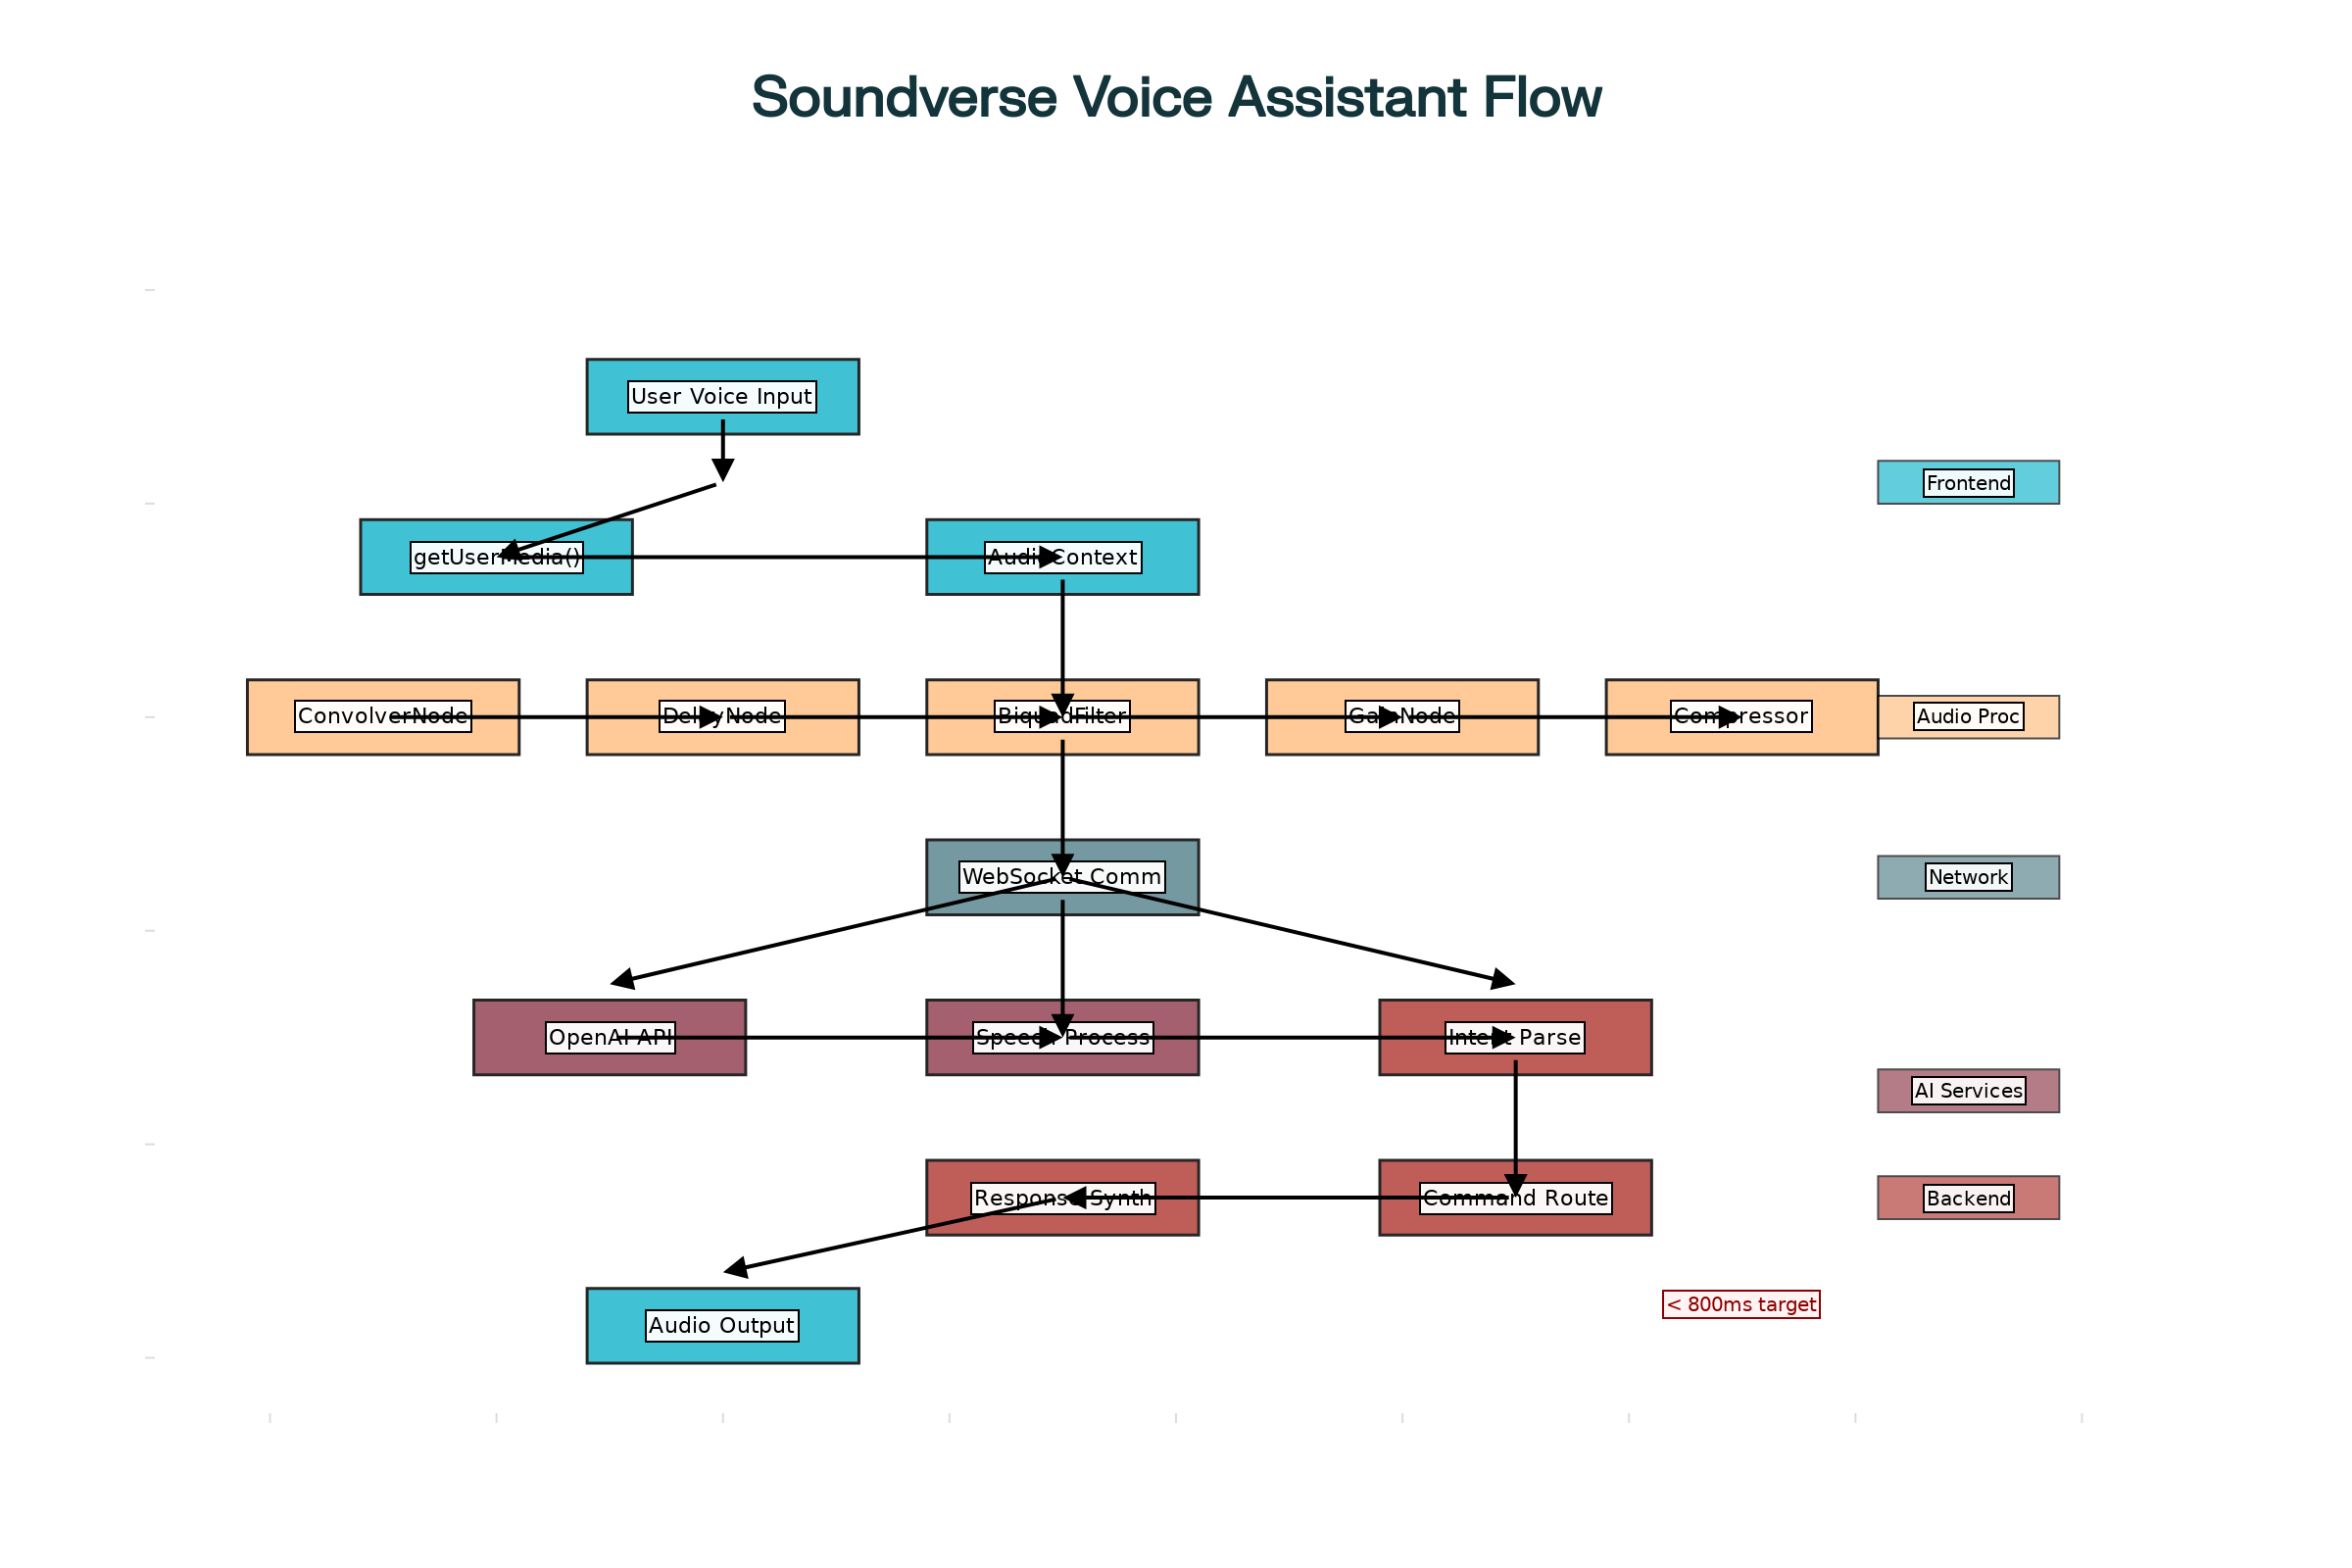 Soundverse Voice Assistant Flow
User Voice Input
Frontend
getUserMedia()
AudioContext
ConvolverNode
DelayNode
BiquadFilter
GainNode
Compressor
Audio Proc
WebSocket Comm
Network
OpenAI API
Speech Process
Intent Parse
AI Services
Response Synth
Command Route
Backend
< 800ms target
Audio Output